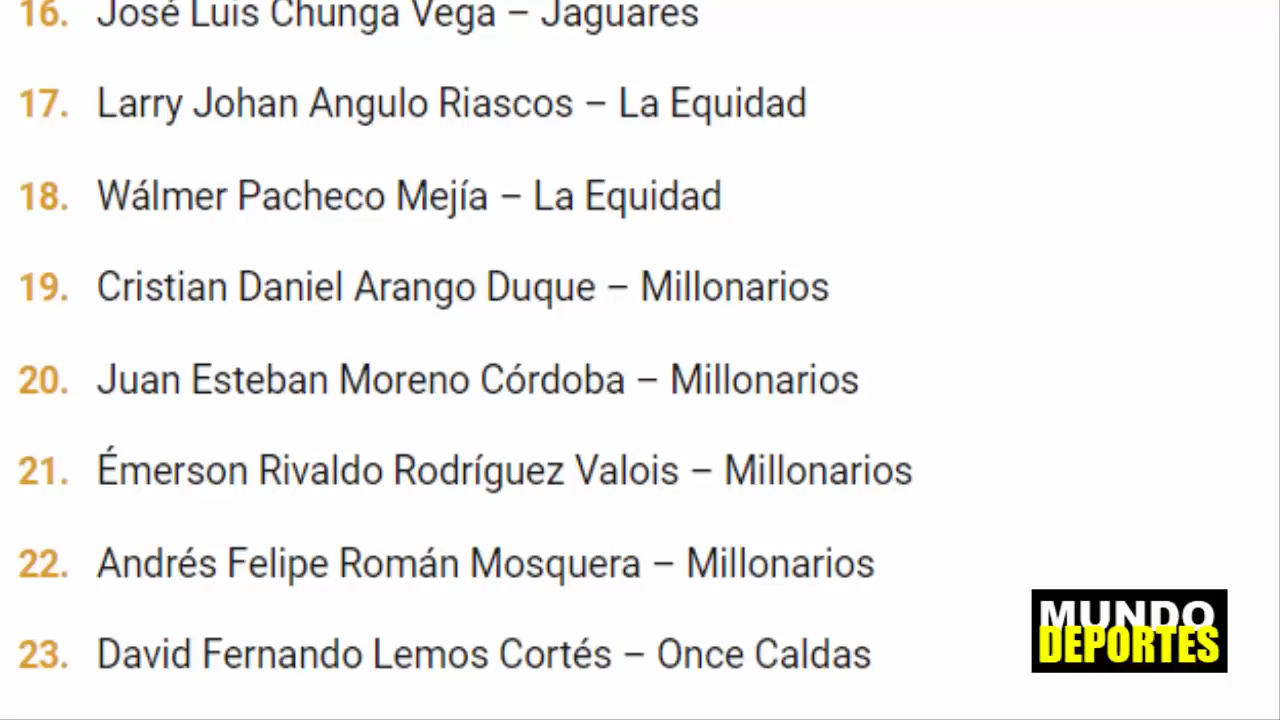 16. José Luis Chunga Vega – Jaguares
17. Larry Johan Angulo Riascos – La Equidad
18. Wálmer Pacheco Mejía – La Equidad
19. Cristian Daniel Arango Duque – Millonarios
20. Juan Esteban Moreno Córdoba – Millonarios
21. Émerson Rivaldo Rodríguez Valois – Millonarios
22. Andrés Felipe Román Mosquera – Millonarios
23. David Fernando Lemos Cortés – Once Caldas
MUNDO
DEPORTES